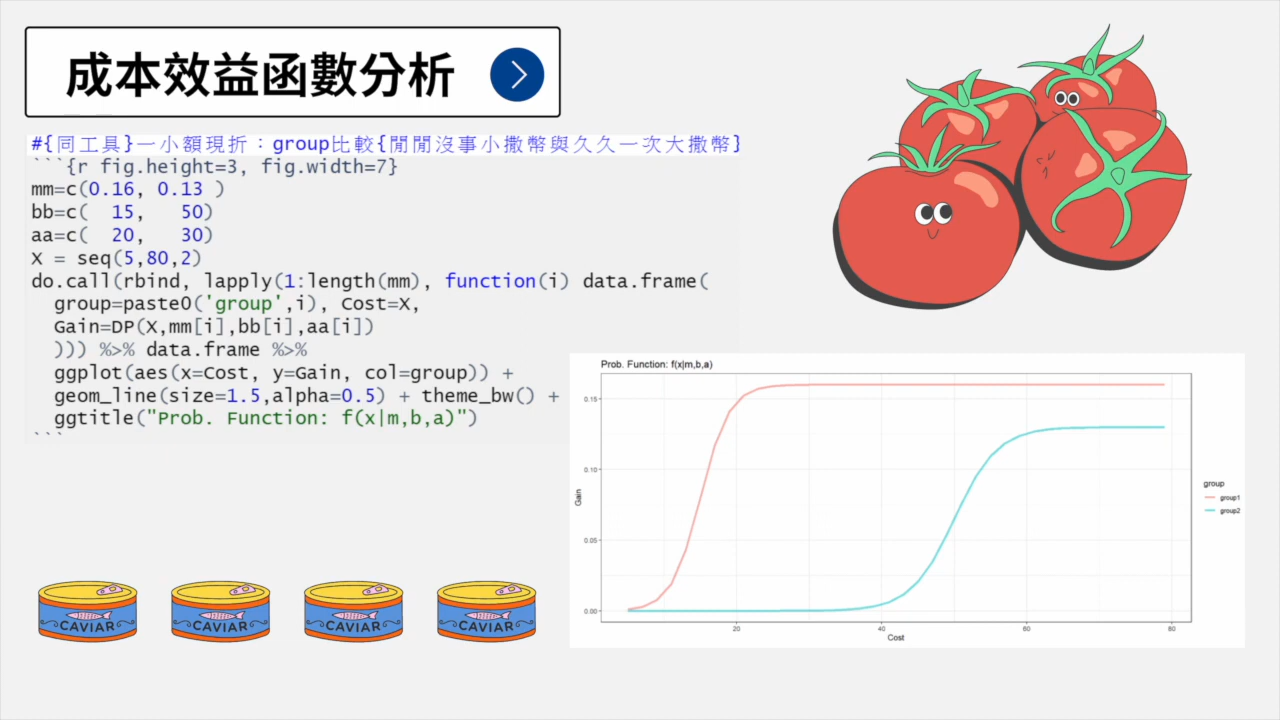 成本效益函數分析
#{同工具}一小額現折：group比較{閒閒沒事小撒幣與久久一次大撒幣}
```{r fig.height=3, fig.width=7}
mm=c(0.16, 0.13 )
bb=c(  15,   50)
aa=c(  20,   30)
X = seq(5,80,2)
do.call(rbind, lapply(1:length(mm), function(i) data.frame(
  group=paste0('group',i), Cost=X,
  Gain=DP(X,mm[i],bb[i],aa[i])
  ))) %>% data.frame %>%
  ggplot(aes(x=Cost, y=Gain, col=group)) +
  geom_line(size=1.5,alpha=0.5) + theme_bw() +
  ggtitle("Prob. Function: f(x|m,b,a)")
```
Prob. Function: f(x|m,b,a)
0.15
0.10
0.05
0.00
Gain
20 40 60 80
Cost
group
group1
group2
CAVIAR CAVIAR CAVIAR CAVIAR